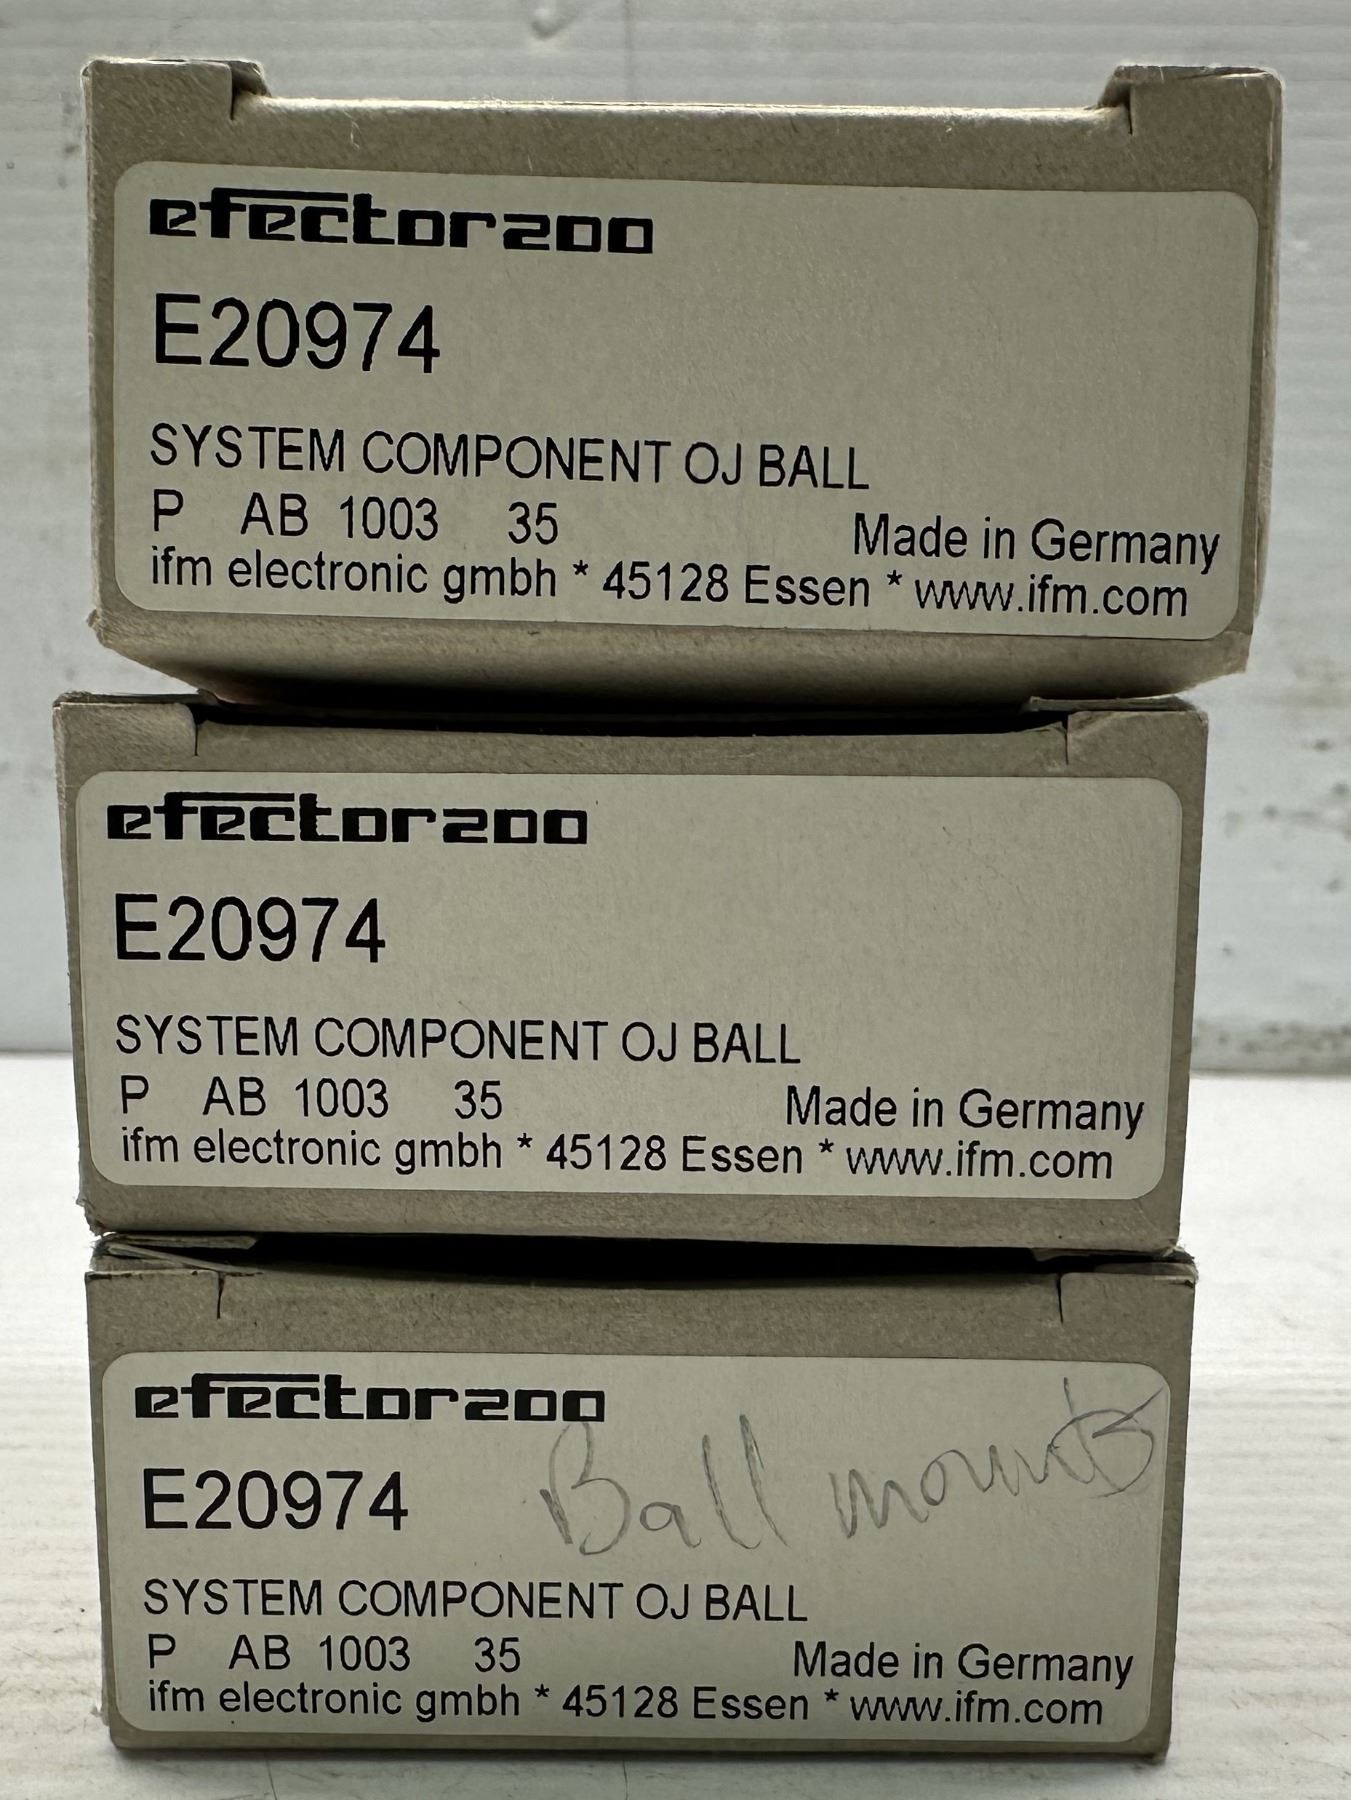 efector200
E20974
SYSTEM COMPONENT OJ BALL
P AB 1003 35 Made in Germany
ifm electronic gmbh * 45128 Essen * www.ifm.com
efector200
E20974
SYSTEM COMPONENT OJ BALL
P AB 1003 35 Made in Germany
ifm electronic gmbh * 45128 Essen * www.ifm.com
efector200
E20974 Ball mounts
SYSTEM COMPONENT OJ BALL
P AB 1003 35 Made in Germany
ifm electronic gmbh * 45128 Essen * www.ifm.com